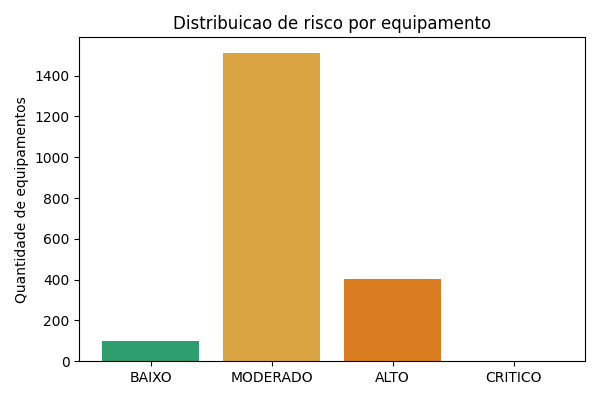 Distribuicao de risco por equipamento
Quantidade de equipamentos
1400
1200
1000
800
600
400
200
0
BAIXO MODERADO ALTO CRITICO